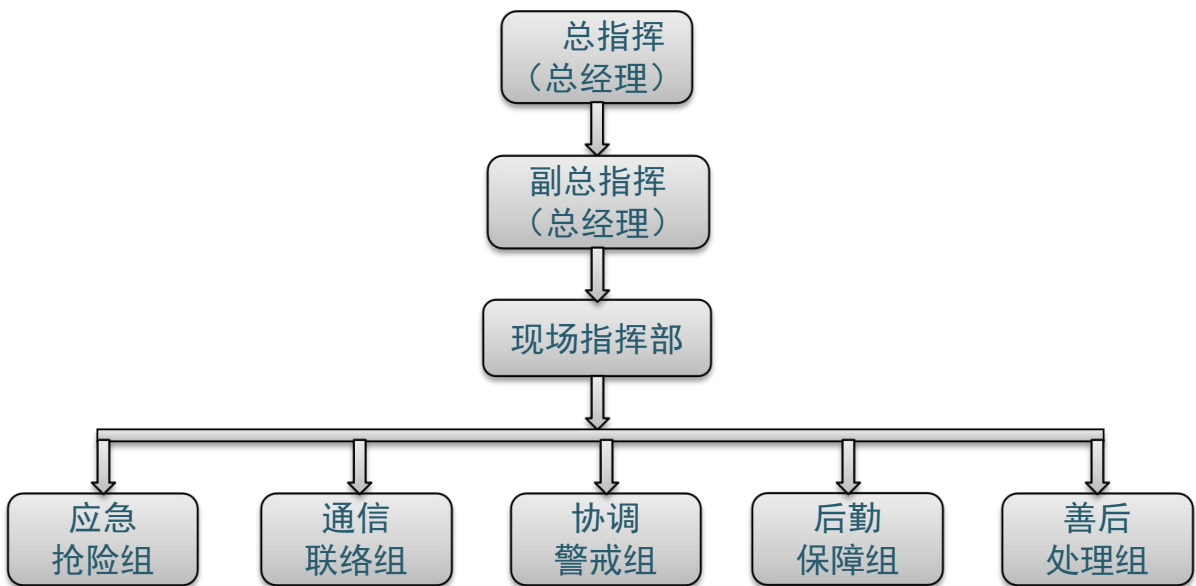 总指挥
（总经理）
副总指挥
（总经理）
现场指挥部
应急
抢险组
通信
联络组
协调
警戒组
后勤
保障组
善后
处理组